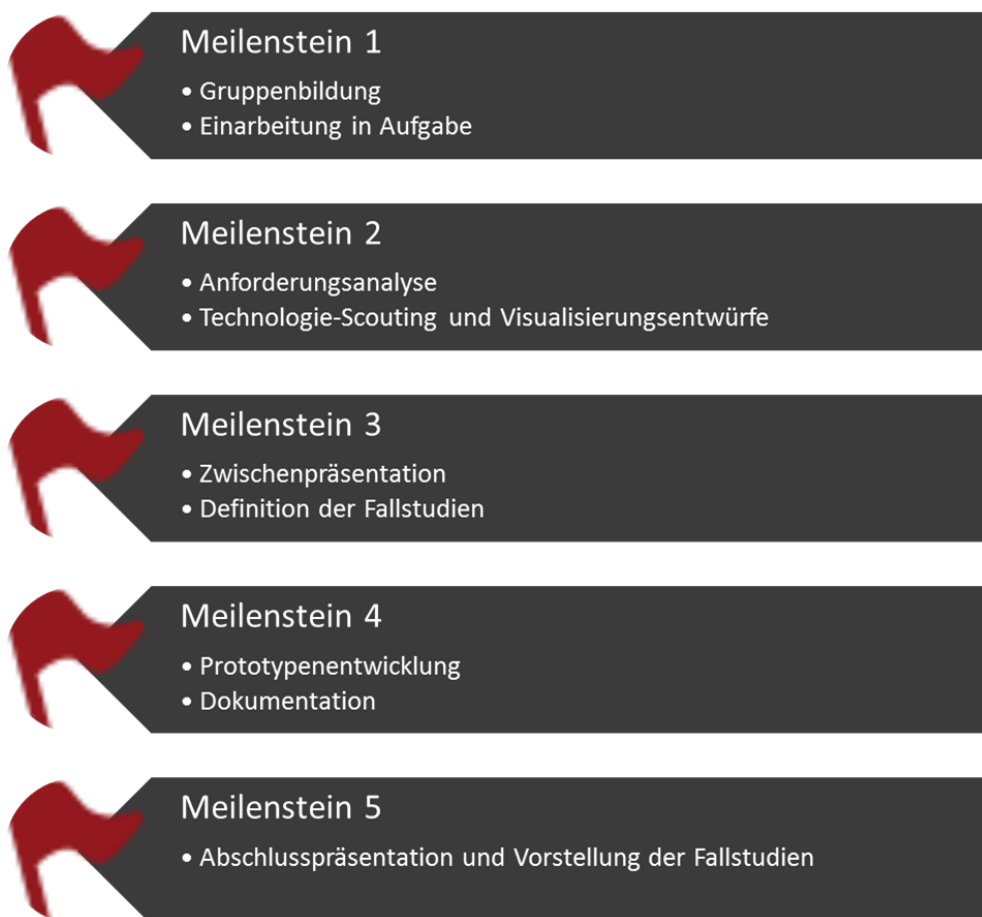 Meilenstein 1
• Gruppenbildung
• Einarbeitung in Aufgabe
Meilenstein 2
• Anforderungsanalyse
• Technologie-Scouting und Visualisierungsentwürfe
Meilenstein 3
• Zwischenpräsentation
• Definition der Fallstudien
Meilenstein 4
• Prototypenentwicklung
• Dokumentation
Meilenstein 5
• Abschlusspräsentation und Vorstellung der Fallstudien